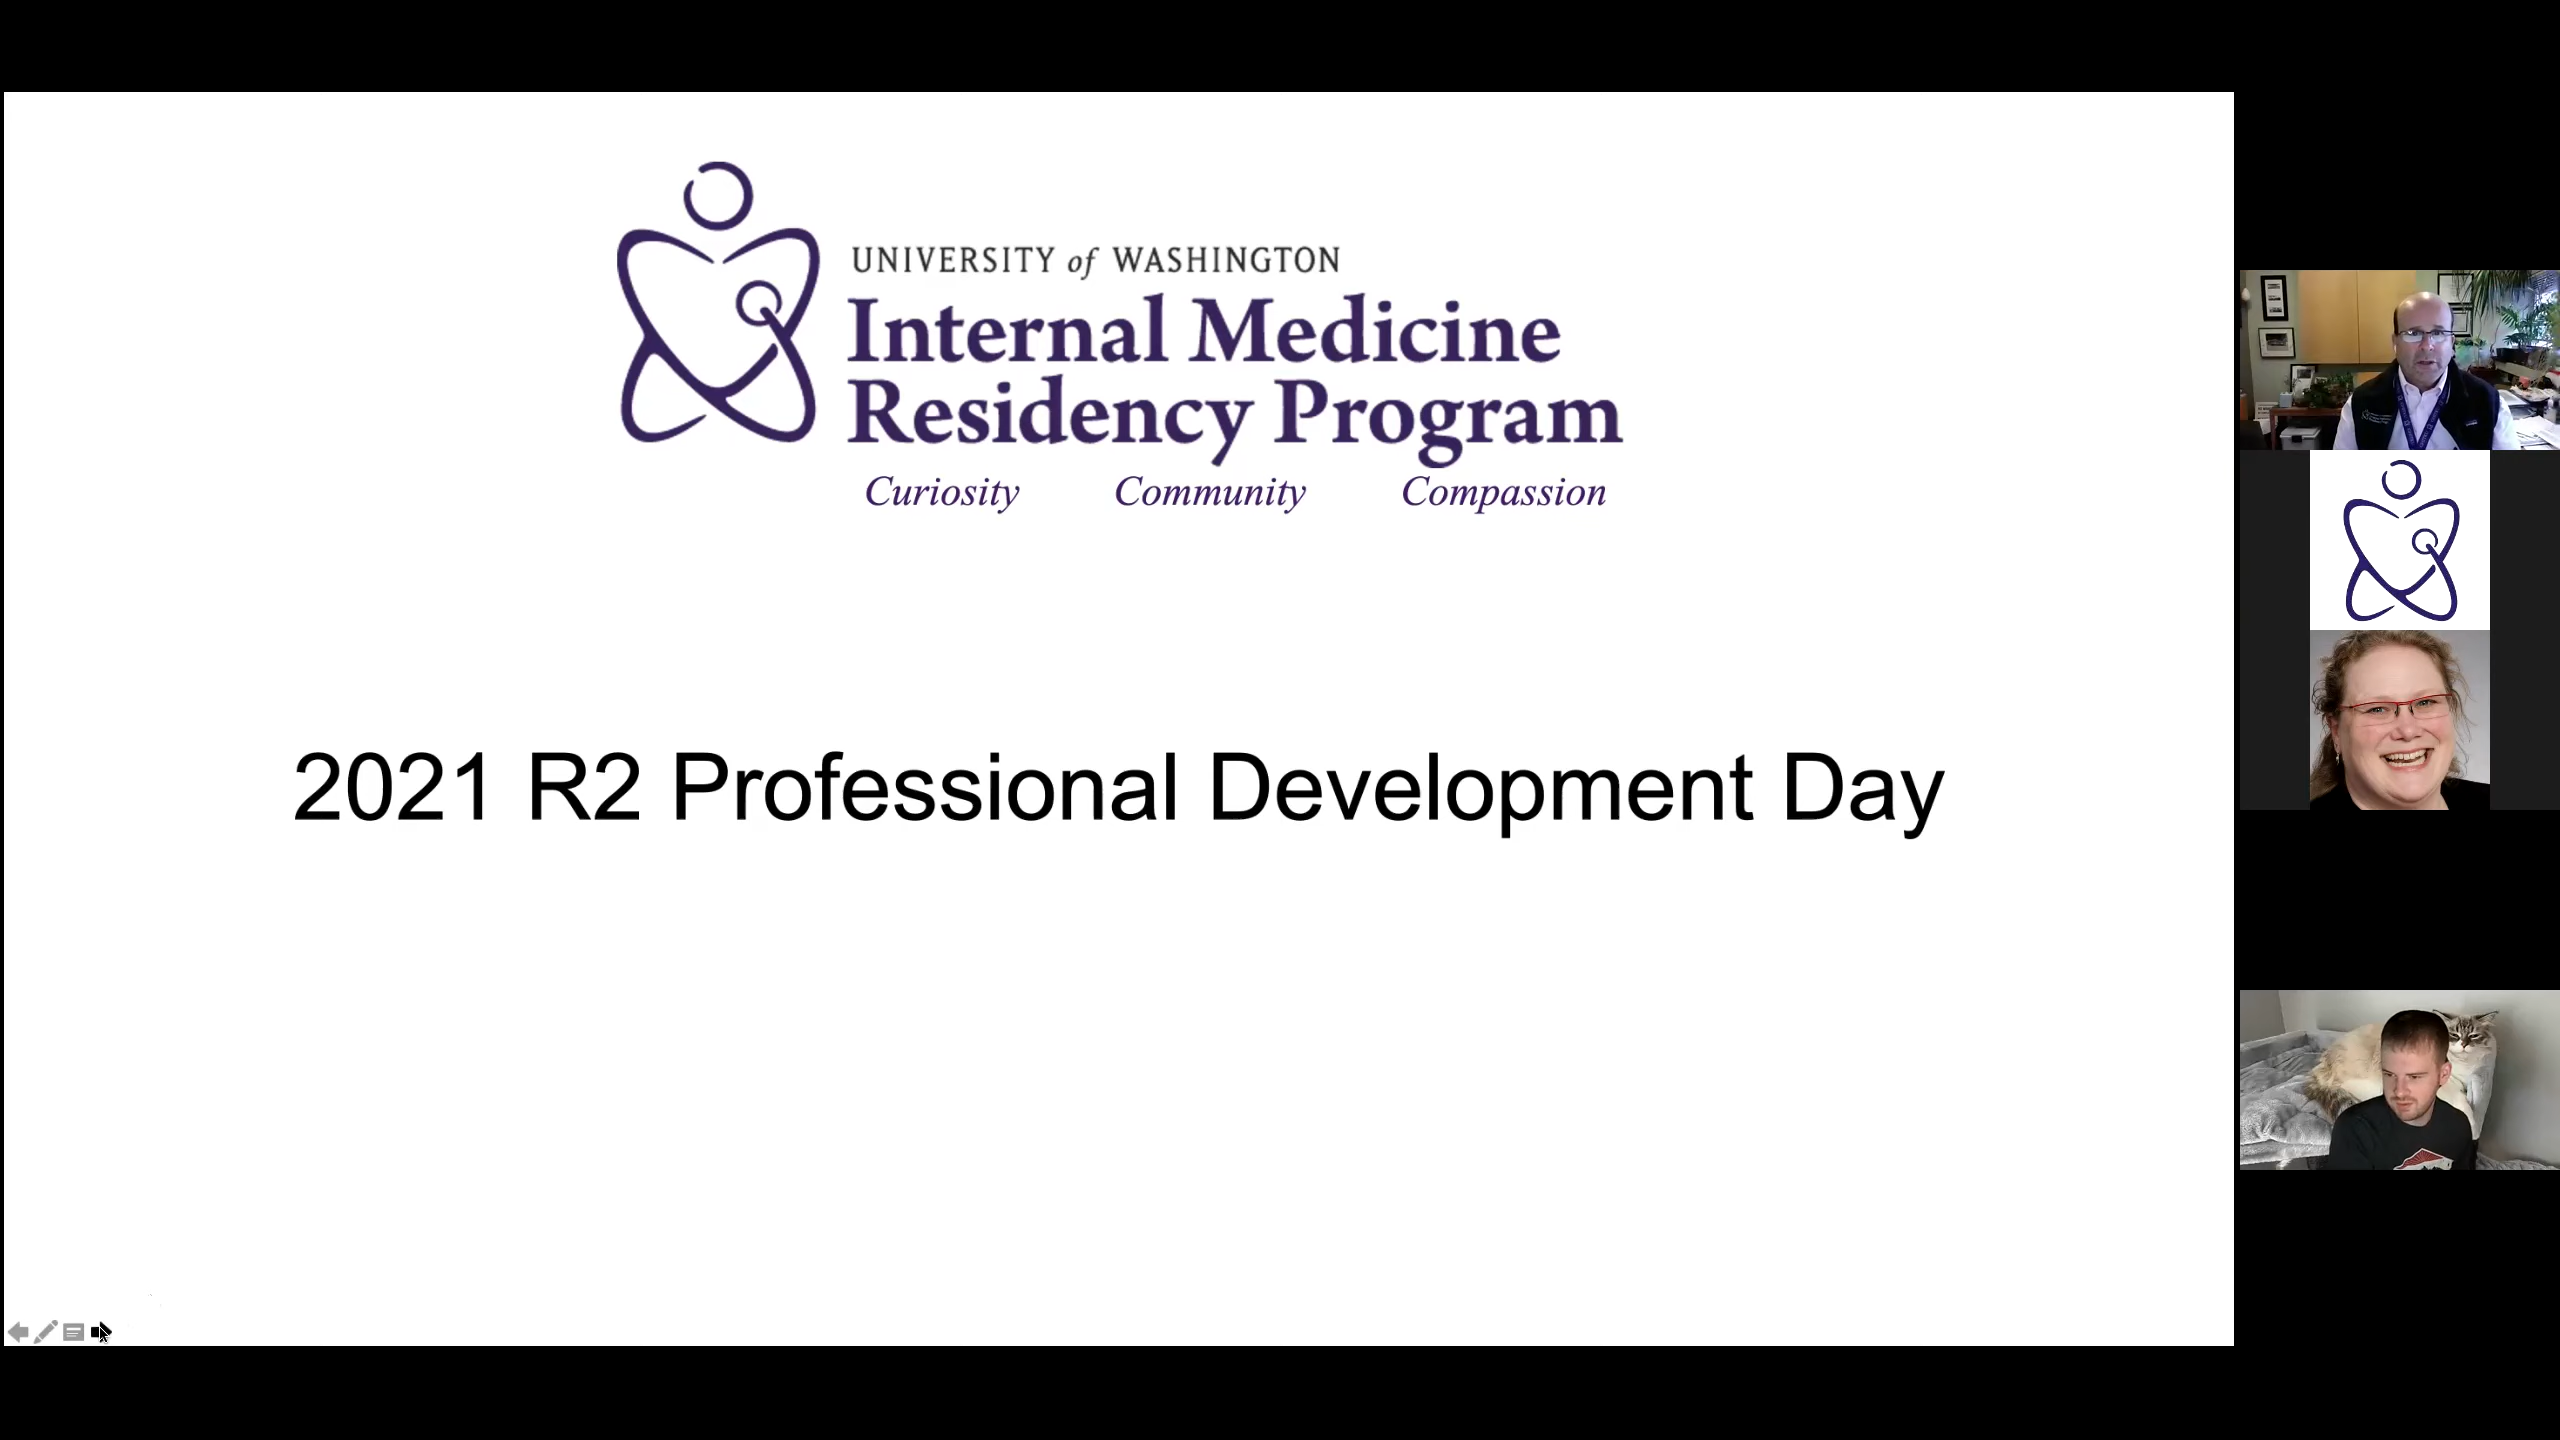 UNIVERSITY of WASHINGTON
Internal Medicine
Residency Program
Curiosity Community Compassion
2021 R2 Professional Development Day